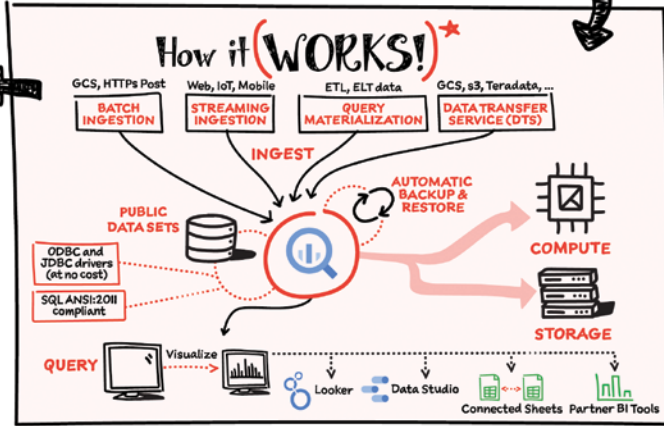 How it (WORKS!)*
GCS, HTTPs Post
BATCH
INGESTION
Web, IoT, Mobile
STREAMING
INGESTION
ETL, ELT data
QUERY
MATERIALIZATION
GCS, s3, Teradata, ...
DATA TRANSFER
SERVICE (DTS)
INGEST
AUTOMATIC
BACKUP &
RESTORE
PUBLIC
DATA SETS
ODBC and
JDBC drivers
(at no cost)
SQL ANSI:2011
compliant
COMPUTE
STORAGE
QUERY
Visualize
Looker
Data Studio
Connected Sheets
Partner BI Tools